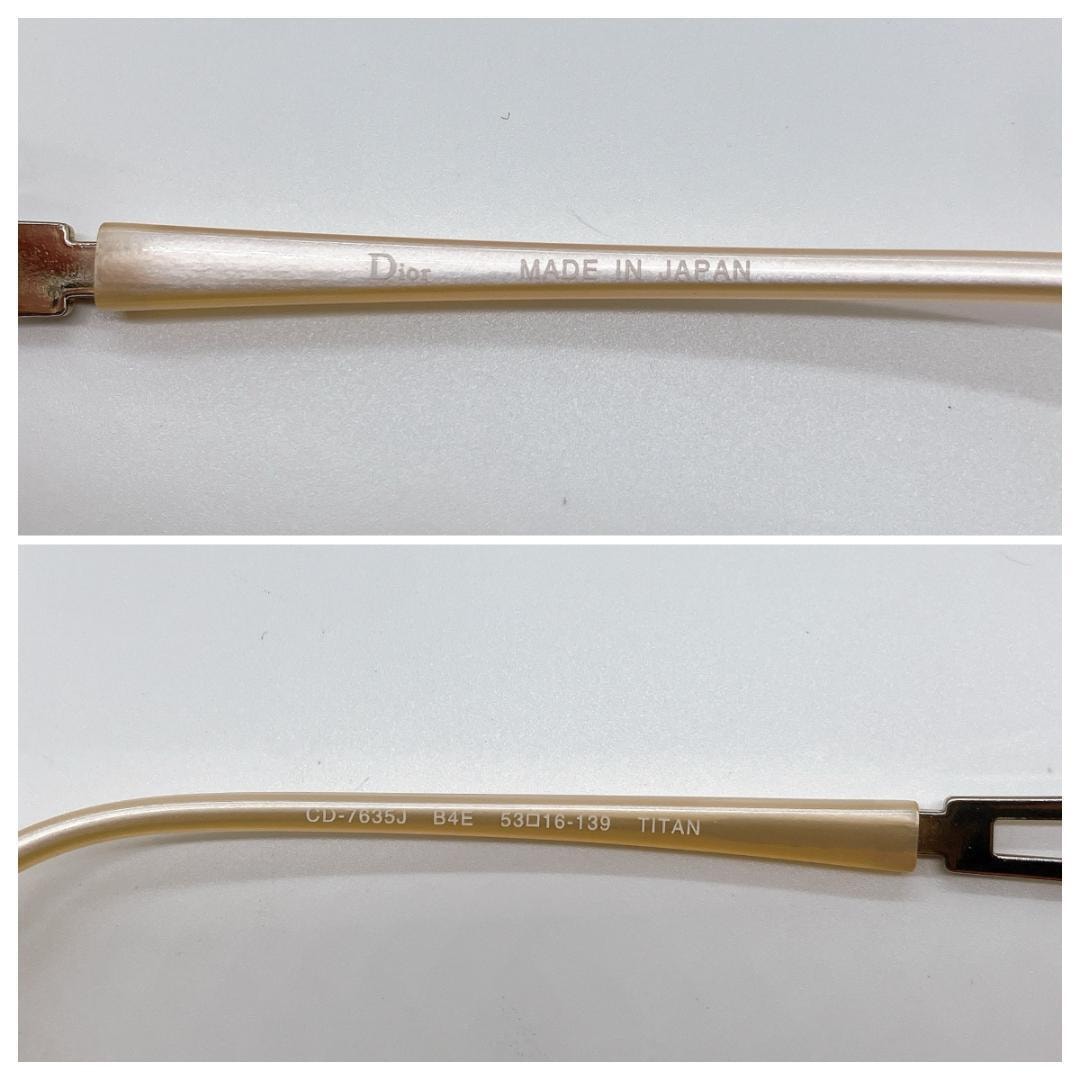 Dior MADE IN JAPAN
CD-7635J B4E 53□16-139 TITAN